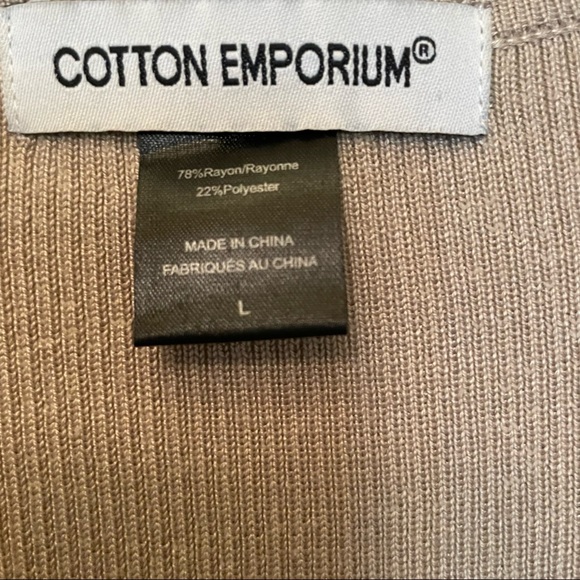 COTTON EMPORIUM®
78%Rayon/Rayonne
22%Polyester
MADE IN CHINA
FABRIQUÉS AU CHINA
L